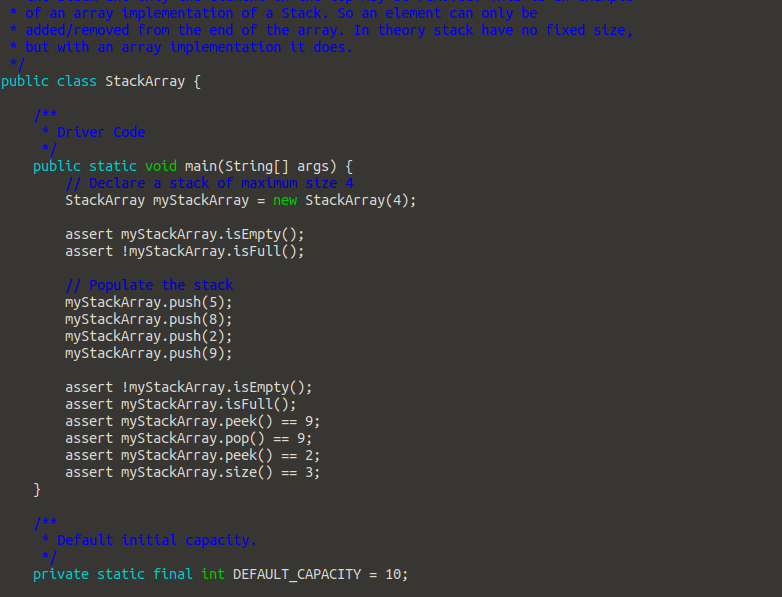 * of an array implementation of a Stack. So an element can only be
* added/removed from the end of the array. In theory stack have no fixed size,
* but with an array implementation it does.
*/
public class StackArray {
/**
* Driver Code
*/
public static void main(String[] args) {
// Declare a stack of maximum size 4
StackArray myStackArray = new StackArray(4);
assert myStackArray.isEmpty();
assert !myStackArray.isFull();
// Populate the stack
myStackArray.push(5);
myStackArray.push(8);
myStackArray.push(2);
myStackArray.push(9);
assert !myStackArray.isEmpty();
assert myStackArray.isFull();
assert myStackArray.peek() == 9;
assert myStackArray.pop() == 9;
assert myStackArray.peek() == 2;
assert myStackArray.size() == 3;
}
/**
* Default initial capacity.
*/
private static final int DEFAULT_CAPACITY = 10;